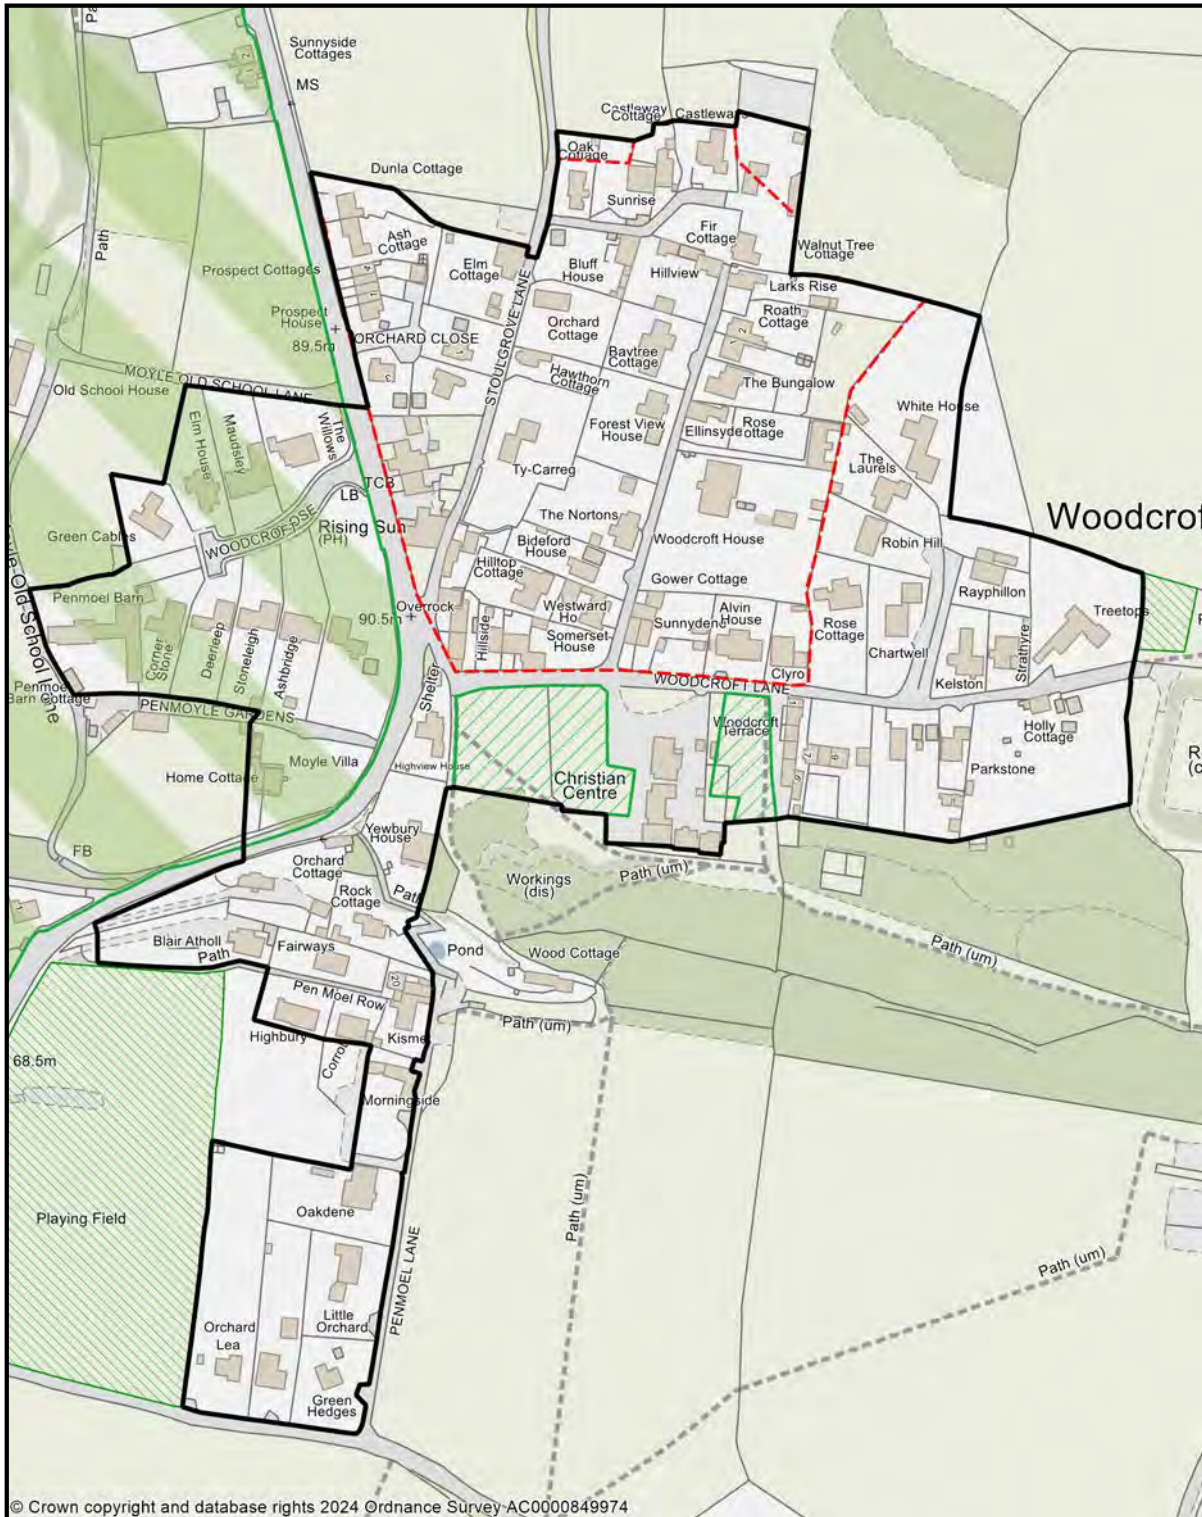 Pa
Sunnyside
Cottages
MS
Castleway
Cottage
Castleway
Oak
Cottage
Dunla Cottage
Sunrise
Path
Ash
Cottage
Fir
Cottage
Walnut Tree
Cottage
Elm
Cottage
Bluff
House
Hillview
Prospect Cottages
Larks Rise
Roath
Cottage
Prospect
House
89.5m
ORCHARD CLOSE
STOULGROVE LANE
Orchard
Cottage
Baytree
Cottage
MOYLE OLD SCHOOL LANE
Old School House
Hawthorn
Cottage
The Bungalow
White House
Elm House
Maudsley
The
Willows
Forest View
House
Ellinsyde
Rose
Cottage
The
Laurels
Ty-Carreg
TCB
LB
Woodcrof
Rising Sun
(PH)
WOODCROFT CLOSE
Green Gables
The Nortons
Bideford
House
Woodcroft House
Robin Hill
Hilltop
Cottage
Gower Cottage
Rayphillon
Penmoel Barn
Treetops
Overrock
90.5m
Westward
Ho
Alvin
House
Rose
Cottage
Corner
Stone
Deerleep
Stoneleigh
Ashbridge
Hillside
Somerset-
House
Sunnydene
Chartwell
Strathyre
Moyle-Old-School Lane
Shelter
Clyro
WOODCROFT LANE
Kelston
Penmoel
Barn Cottage
PENMOYLE GARDENS
Woodcroft
Terrace
Holly
Cottage
Home Cottage
Moyle Villa
Highview House
Christian
Centre
Parkstone
R
(c
FB
Yewbury
House
Orchard
Cottage
Workings
(dis)
Path (um)
Rock
Cottage
Path
Blair Atholl
Path
Fairways
Pond
Wood Cottage
Path (um)
20
Pen Moel Row
Path (um)
Highbury
Kismet
68.5m
Morningside
Playing Field
Oakdene
Path (um)
PENMOEL LANE
Path (um)
Orchard
Lea
Little
Orchard
Green
Hedges
© Crown copyright and database rights 2024 Ordnance Survey AC0000849974